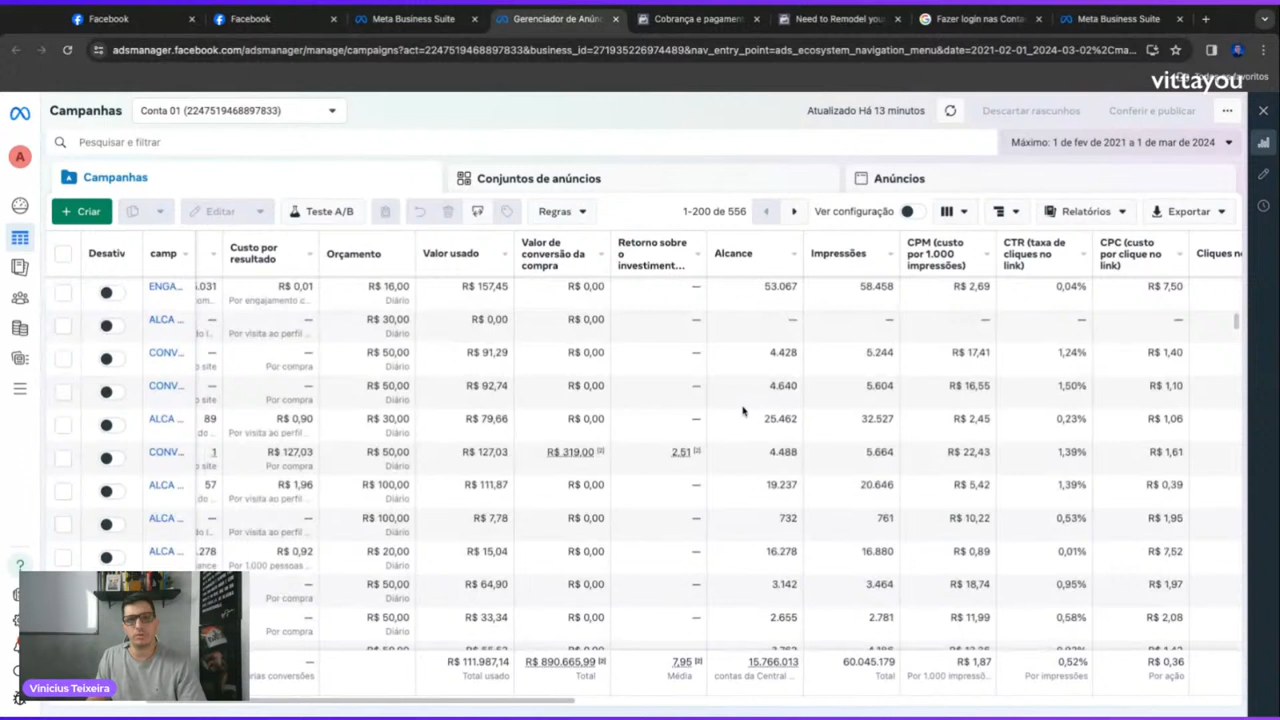 Facebook
Facebook
Meta Business Suite
Gerenciador de Anún
Cobrança e pagamen
Need to Remodel you
Fazer login nas Conta
Meta Business Suite
adsmanager.facebook.com/adsmanager/manage/campaigns?act=2247519468897833&business_id=271935226974489&nav_entry_point=ads_ecosystem_navigation_menu&date=2021-02-01_2024-03-02%2Cma...
vittayou
Campanhas
Conta 01 (2247519468897833)
Atualizado Há 13 minutos
Descartar rascunhos
Conferir e publicar
A
Pesquisar e filtrar
Máximo: 1 de fev de 2021 a 1 de mar de 2024
Campanhas
Conjuntos de anúncios
Anúncios
+ Criar
Editar
Teste A/B
Regras
1-200 de 556
Ver configuração
Relatórios
Exportar
Desativ
camp
Custo por resultado
Orçamento
Valor usado
Valor de conversão da compra
Retorno sobre o investiment...
Alcance
Impressões
CPM (custo por 1.000 impressões)
CTR (taxa de cliques no link)
CPC (custo por clique no link)
Cliques n
ENGA... .031 R$ 0,01 R$ 16,00 R$ 157,45 R$ 0,00 — 53.067 58.458 R$ 2,69 0,04% R$ 7,50
Por engajamento c... Diário
ALCA ... — — R$ 30,00 R$ 0,00 R$ 0,00 — — — — — —
Por visita ao perfil ... Diário
CONV... — — R$ 50,00 R$ 91,29 R$ 0,00 — 4.428 5.244 R$ 17,41 1,24% R$ 1,40
o site Por compra Diário
CONV... — — R$ 50,00 R$ 92,74 R$ 0,00 — 4.640 5.604 R$ 16,55 1,50% R$ 1,10
o site Por compra Diário
ALCA ... 89 R$ 0,90 R$ 30,00 R$ 79,66 R$ 0,00 — 25.462 32.527 R$ 2,45 0,23% R$ 1,06
do ... Por visita ao perfil ... Diário
CONV... 1 R$ 127,03 R$ 50,00 R$ 127,03 R$ 319,00 [2] 2,51 [2] 4.488 5.664 R$ 22,43 1,39% R$ 1,61
o site Por compra Diário
ALCA ... 57 R$ 1,96 R$ 100,00 R$ 111,87 R$ 0,00 — 19.237 20.646 R$ 5,42 1,39% R$ 0,39
do ... Por visita ao perfil ... Diário
ALCA ... — — R$ 100,00 R$ 7,78 R$ 0,00 — 732 761 R$ 10,22 0,53% R$ 1,95
Por visita ao perfil ... Diário
ALCA ... .278 R$ 0,92 R$ 20,00 R$ 15,04 R$ 0,00 — 16.278 16.880 R$ 0,89 0,01% R$ 7,52
ance Por 1.000 pessoas ... Diário
— R$ 50,00 R$ 64,90 R$ 0,00 — 3.142 3.464 R$ 18,74 0,95% R$ 1,97
Por compra Diário
— R$ 50,00 R$ 33,34 R$ 0,00 — 2.655 2.781 R$ 11,99 0,58% R$ 2,08
Por compra Diário
— R$ 111.987,14 R$ 890.665,99 [2] 7,95 [2] 15.766.013 60.045.179 R$ 1,87 0,52% R$ 0,36
rias conversões Total usado Total Média contas da Central ... Total Por 1.000 impressõ... Por impressões Por ação
Vinicius Teixeira